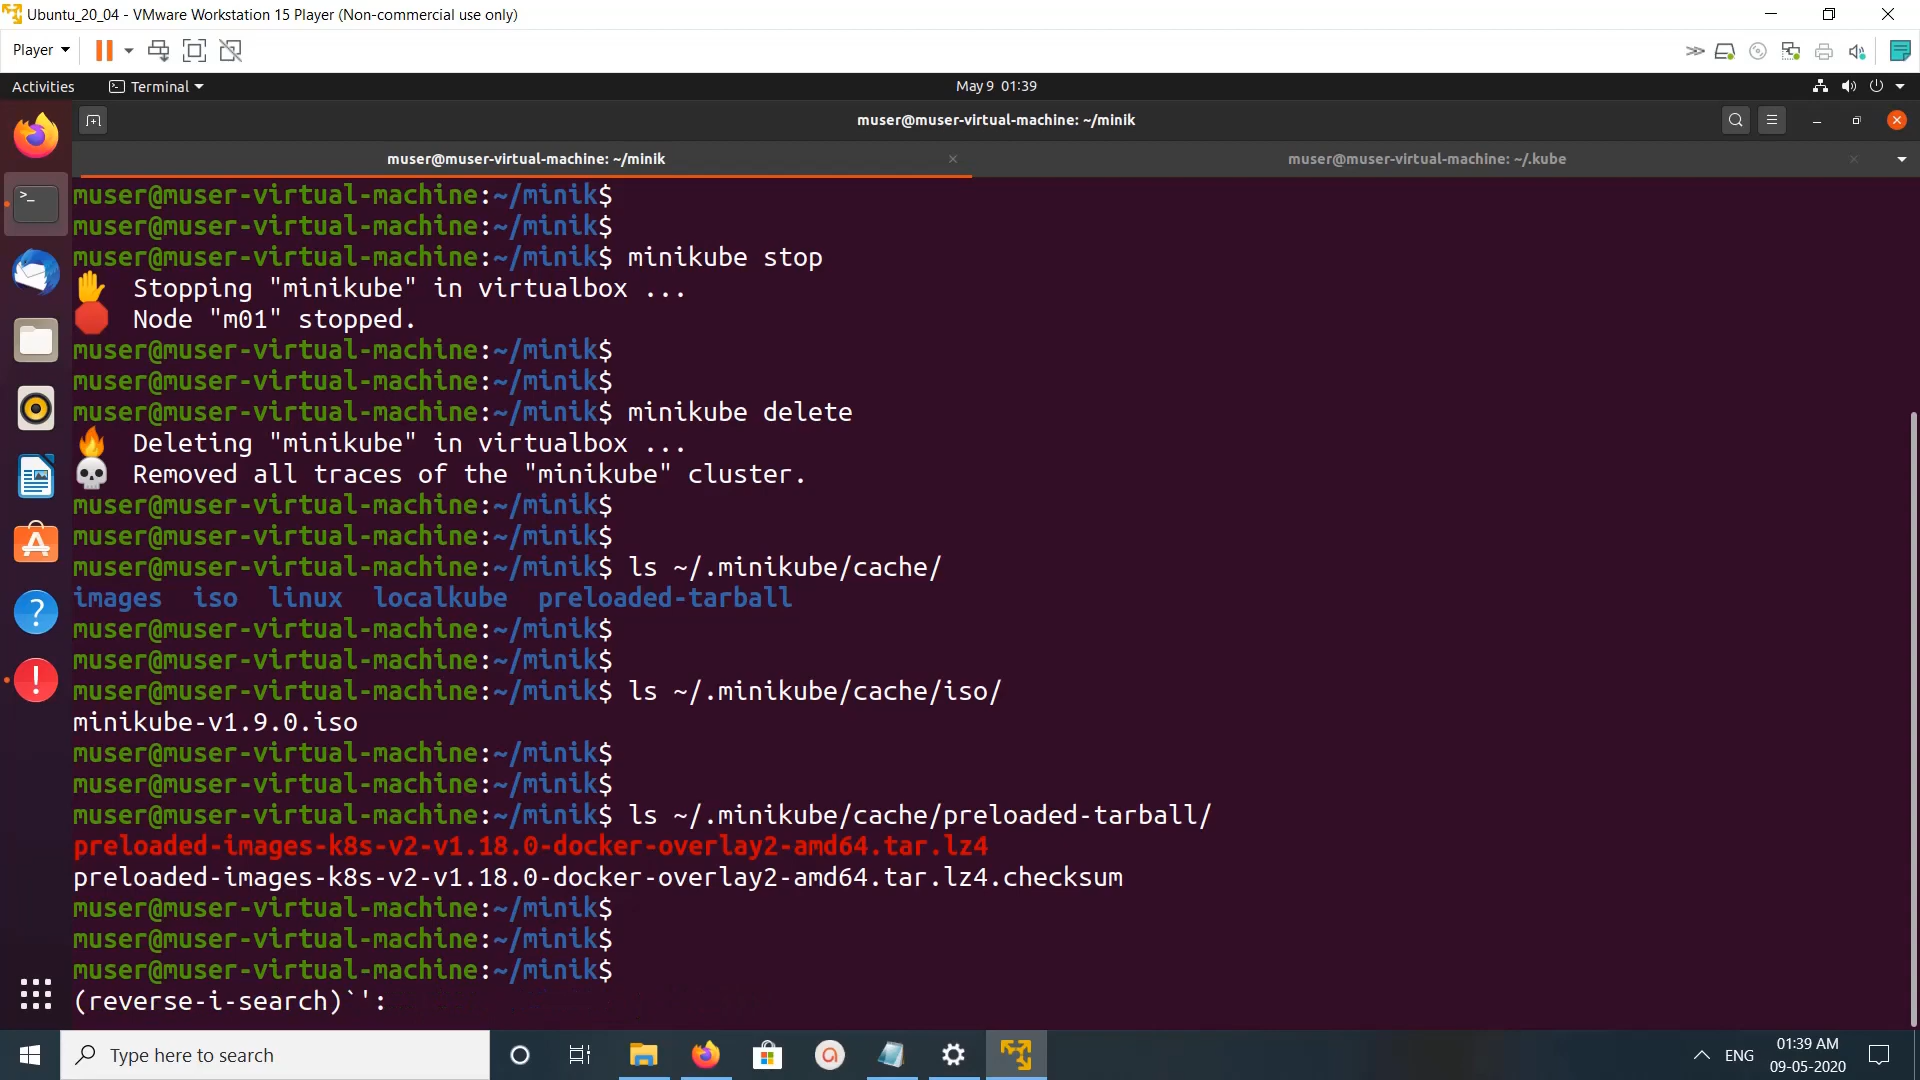 Ubuntu_20_04 - VMware Workstation 15 Player (Non-commercial use only)
Player
Activities
Terminal
May 9 01:39
muser@muser-virtual-machine: ~/minik
muser@muser-virtual-machine: ~/minik
muser@muser-virtual-machine: ~/.kube
muser@muser-virtual-machine:~/minik$
muser@muser-virtual-machine:~/minik$
muser@muser-virtual-machine:~/minik$ minikube stop
Stopping "minikube" in virtualbox ...
Node "m01" stopped.
muser@muser-virtual-machine:~/minik$
muser@muser-virtual-machine:~/minik$
muser@muser-virtual-machine:~/minik$ minikube delete
Deleting "minikube" in virtualbox ...
Removed all traces of the "minikube" cluster.
muser@muser-virtual-machine:~/minik$
muser@muser-virtual-machine:~/minik$
muser@muser-virtual-machine:~/minik$ ls ~/.minikube/cache/
images iso linux localkube preloaded-tarball
muser@muser-virtual-machine:~/minik$
muser@muser-virtual-machine:~/minik$
muser@muser-virtual-machine:~/minik$ ls ~/.minikube/cache/iso/
minikube-v1.9.0.iso
muser@muser-virtual-machine:~/minik$
muser@muser-virtual-machine:~/minik$
muser@muser-virtual-machine:~/minik$ ls ~/.minikube/cache/preloaded-tarball/
preloaded-images-k8s-v2-v1.18.0-docker-overlay2-amd64.tar.lz4
preloaded-images-k8s-v2-v1.18.0-docker-overlay2-amd64.tar.lz4.checksum
muser@muser-virtual-machine:~/minik$
muser@muser-virtual-machine:~/minik$
muser@muser-virtual-machine:~/minik$
(reverse-i-search)`':
Type here to search
ENG
01:39 AM
09-05-2020